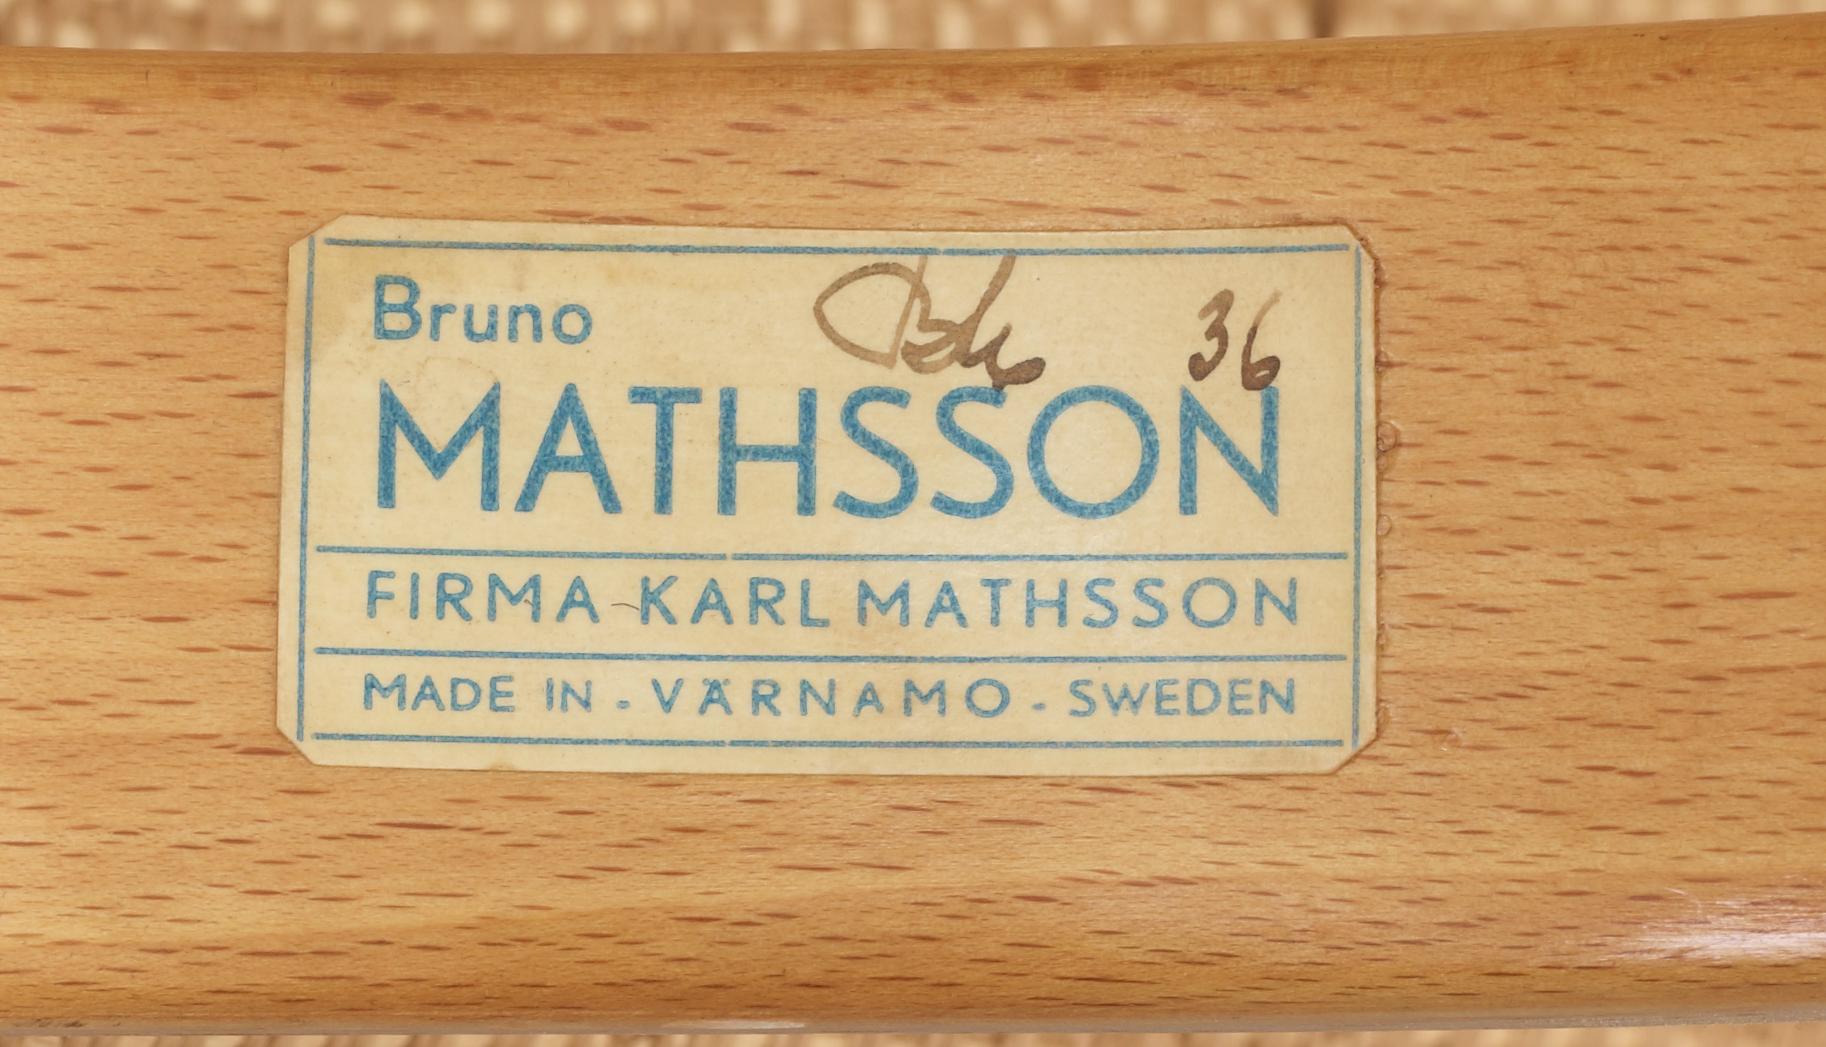 Bruno 36
MATHSSON
FIRMA KARL MATHSSON
MADE IN - VÄRNAMO - SWEDEN